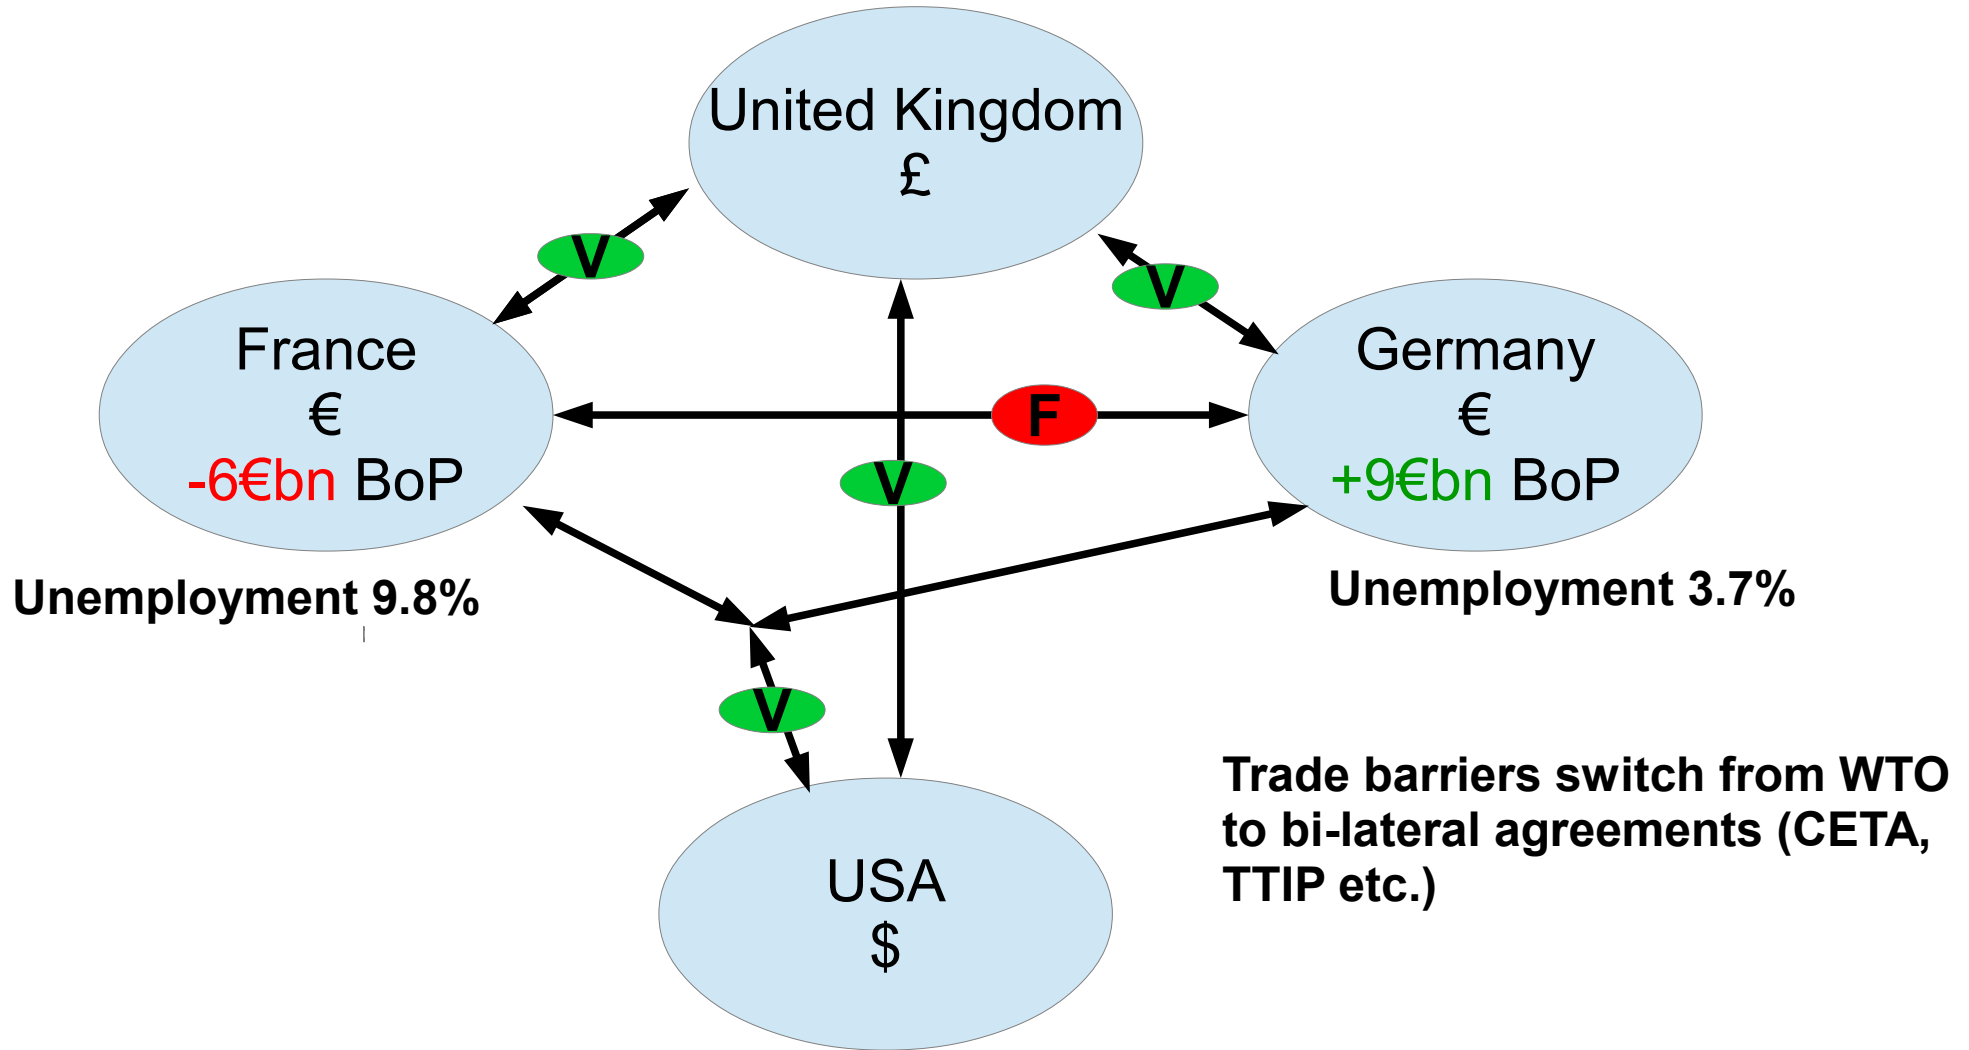 United Kingdom
£
V
V
France
€
-6€bn BoP
F
Germany
€
+9€bn BoP
V
Unemployment 9.8%
Unemployment 3.7%
V
Trade barriers switch from WTO
to bi-lateral agreements (CETA,
TTIP etc.)
USA
$